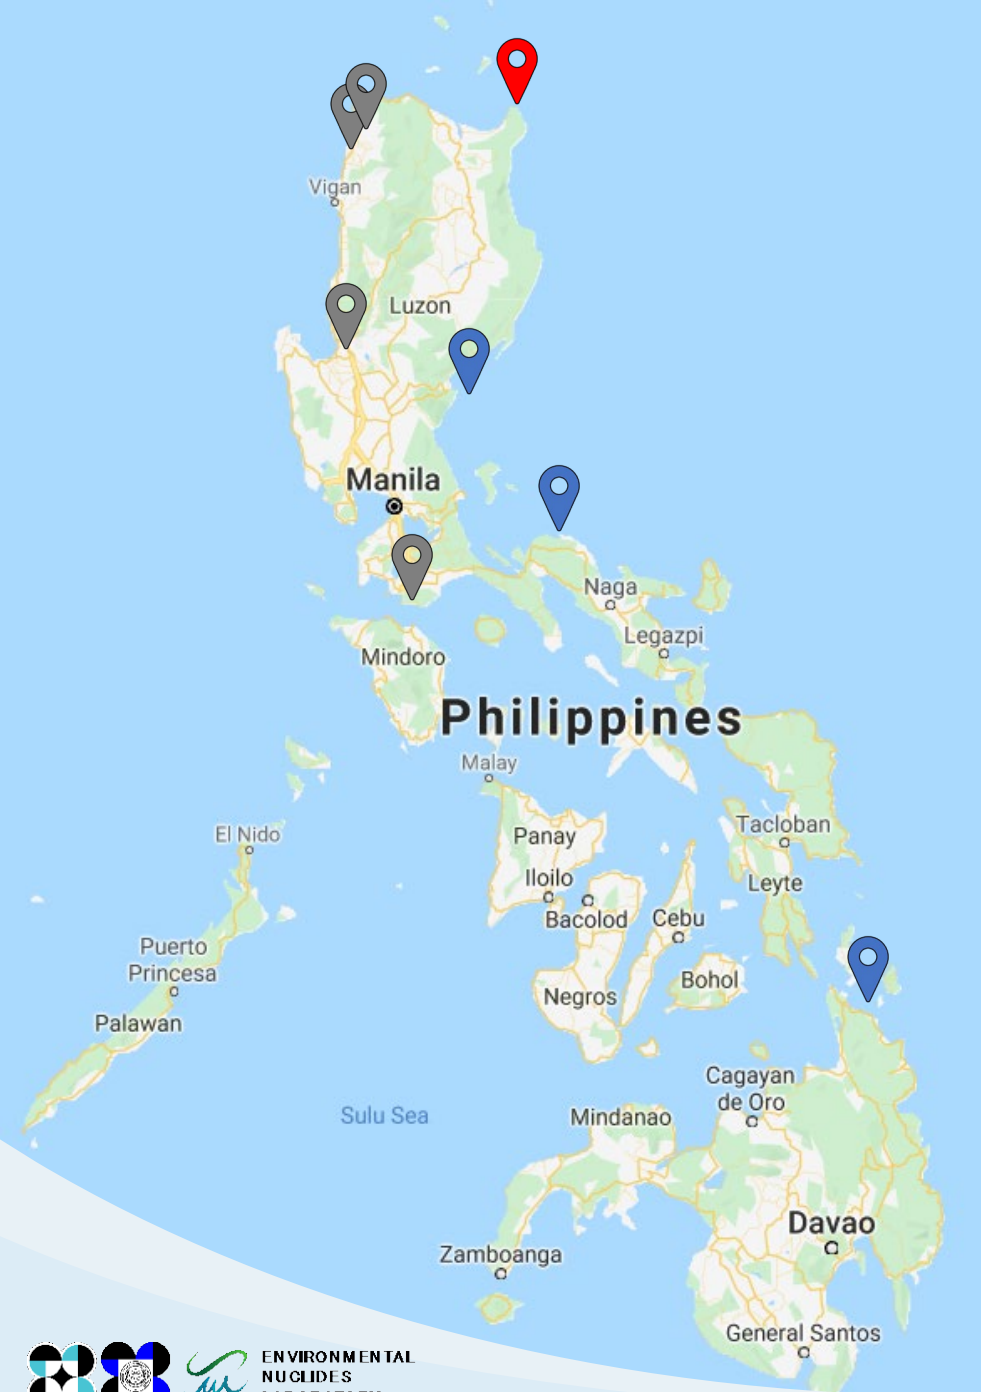 Vigan
Luzon
Manila
Naga
Legazpi
Mindoro
Philippines
Malay
El Nido
Panay
Tacloban
Iloilo
Leyte
Bacolod
Cebu
Puerto
Princesa
Bohol
Negros
Palawan
Cagayan
de Oro
Sulu Sea
Mindanao
Davao
Zamboanga
General Santos
ENVIRONMENTAL
NUCLIDES